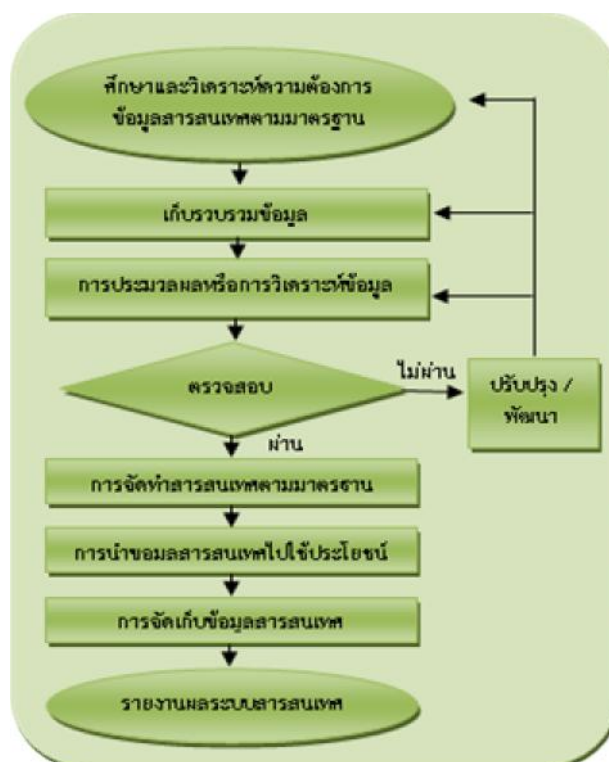 ศึกษาและวิเคราะห์ความต้องการ
ข้อมูลสารสนเทศตามมาตรฐาน
เก็บรวบรวมข้อมูล
การประมวลผลหรือการวิเคราะห์ข้อมูล
ตรวจสอบ
ไม่ผ่าน
ปรับปรุง /
พัฒนา
ผ่าน
การจัดทำสารสนเทศตามมาตรฐาน
การนำขอมลสารสนเทศไปใช้ประโยชน์
การจัดเก็บข้อมูลสารสนเทศ
รายงานผลระบบสารสนเทศ